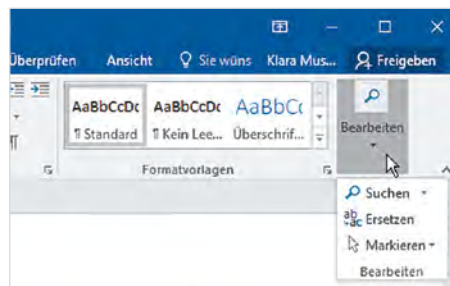 Überprüfen Ansicht Sie wüns Klara Mus... Freigeben
AaBbCcDc AaBbCcDc AaBbCc
¶ Standard ¶ Kein Lee... Überschrif...
Bearbeiten
Formatvorlagen
Suchen
Ersetzen
Markieren
Bearbeiten